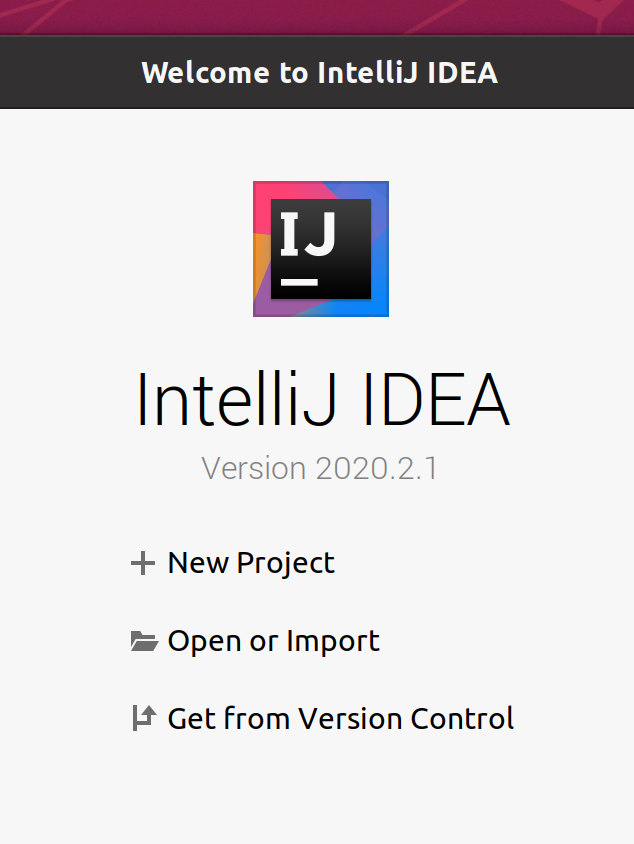 Welcome to IntelliJ IDEA
IJ
IntelliJ IDEA
Version 2020.2.1
New Project
Open or Import
Get from Version Control